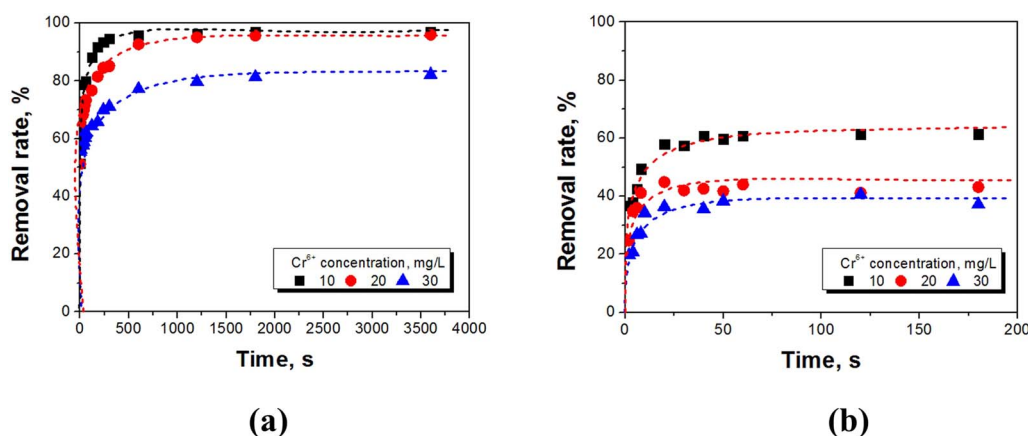 100
80
60
40
20
0
Removal rate, %
Cr⁶⁺ concentration, mg/L
10 20 30
0 500 1000 1500 2000 2500 3000 3500 4000
Time, s
(a)
100
80
60
40
20
0
Removal rate, %
Cr⁶⁺ concentration, mg/L
10 20 30
0 50 100 150 200
Time, s
(b)